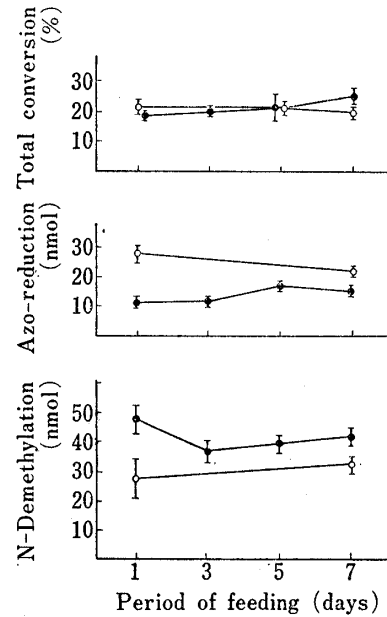 Total conversion
(%)
30
20
10
Azo-reduction
(nmol)
30
20
10
N-Demethylation
(nmol)
50
40
30
20
10
1 3 5 7
Period of feeding (days)